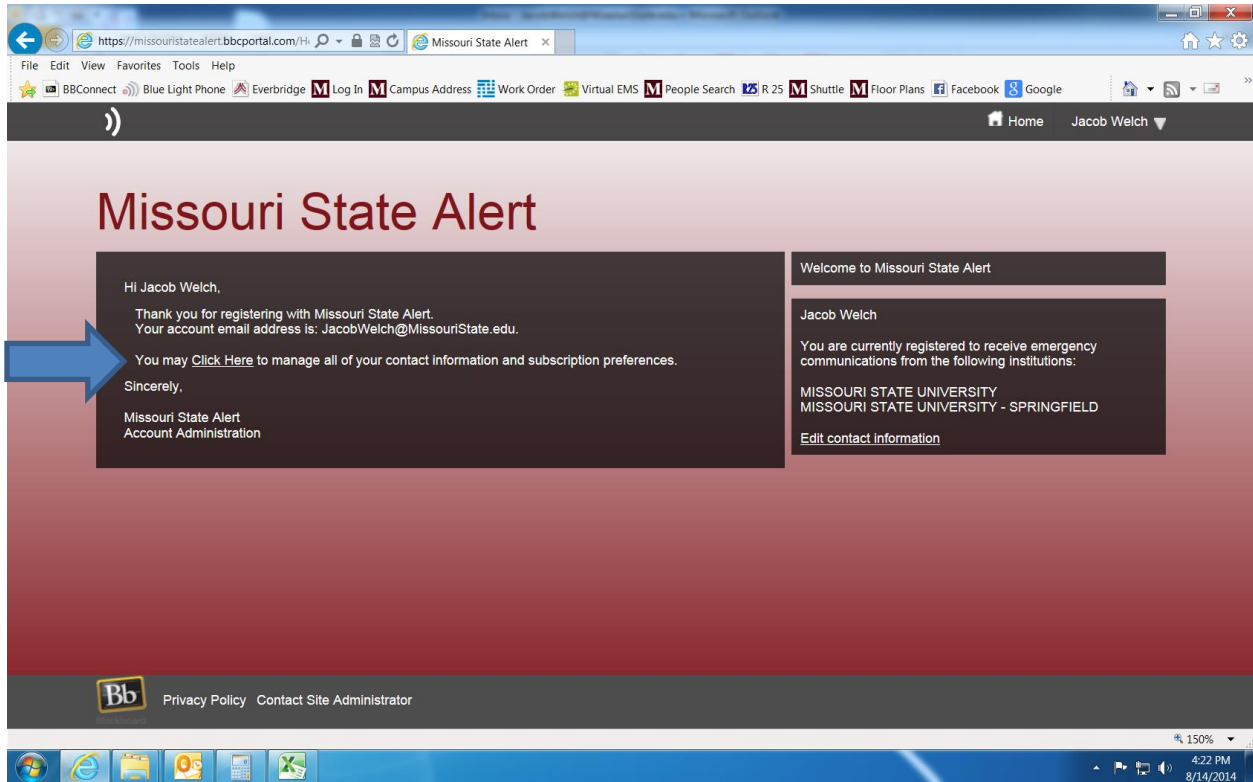 https://missouristatealert.bbcportal.com/H
Missouri State Alert
File Edit View Favorites Tools Help
BBConnect Blue Light Phone Everbridge M Log In M Campus Address Work Order Virtual EMS M People Search R25 R 25 M Shuttle M Floor Plans Facebook 8 Google
Home Jacob Welch
Missouri State Alert
Hi Jacob Welch,
Thank you for registering with Missouri State Alert.
Your account email address is: JacobWelch@MissouriState.edu.
You may Click Here to manage all of your contact information and subscription preferences.
Sincerely,
Missouri State Alert
Account Administration
Welcome to Missouri State Alert
Jacob Welch
You are currently registered to receive emergency
communications from the following institutions:
MISSOURI STATE UNIVERSITY
MISSOURI STATE UNIVERSITY - SPRINGFIELD
Edit contact information
Bb
Blackboard
Privacy Policy Contact Site Administrator
150%
4:22 PM
8/14/2014